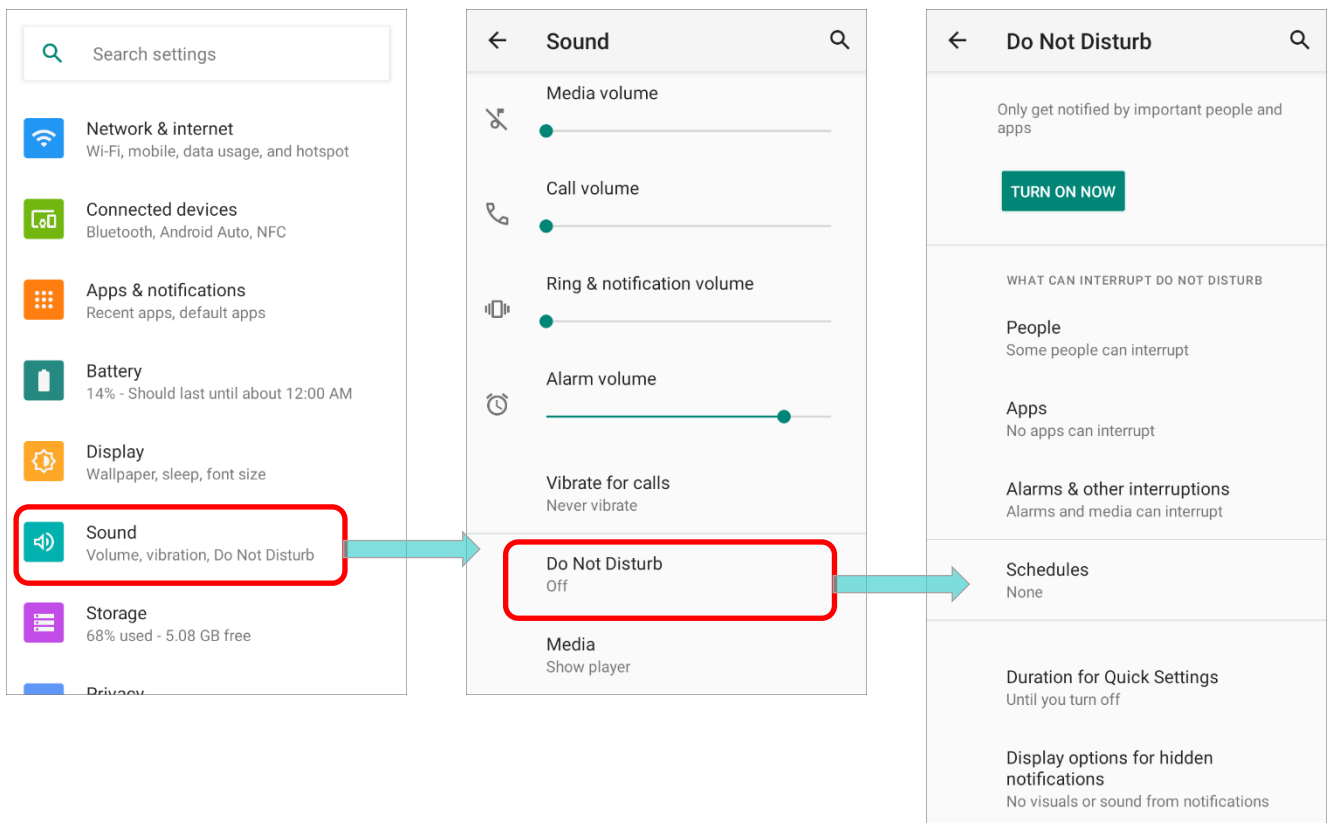 Search settings
Network & internet
Wi-Fi, mobile, data usage, and hotspot
Connected devices
Bluetooth, Android Auto, NFC
Apps & notifications
Recent apps, default apps
Battery
14% - Should last until about 12:00 AM
Display
Wallpaper, sleep, font size
Sound
Volume, vibration, Do Not Disturb
Storage
68% used - 5.08 GB free
Privacy
Sound
Media volume
Call volume
Ring & notification volume
Alarm volume
Vibrate for calls
Never vibrate
Do Not Disturb
Off
Media
Show player
Do Not Disturb
Only get notified by important people and
apps
TURN ON NOW
WHAT CAN INTERRUPT DO NOT DISTURB
People
Some people can interrupt
Apps
No apps can interrupt
Alarms & other interruptions
Alarms and media can interrupt
Schedules
None
Duration for Quick Settings
Until you turn off
Display options for hidden
notifications
No visuals or sound from notifications